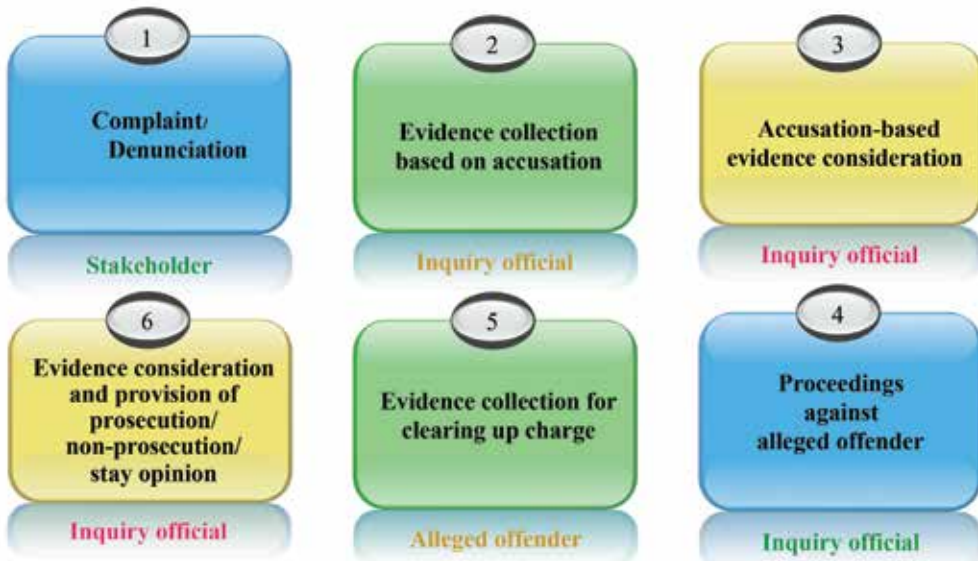 1
Complaint/
Denunciation
Stakeholder
2
Evidence collection
based on accusation
Inquiry official
3
Accusation-based
evidence consideration
Inquiry official
6
Evidence consideration
and provision of
prosecution/
non-prosecution/
stay opinion
Inquiry official
5
Evidence collection for
clearing up charge
Alleged offender
4
Proceedings
against
alleged offender
Inquiry official